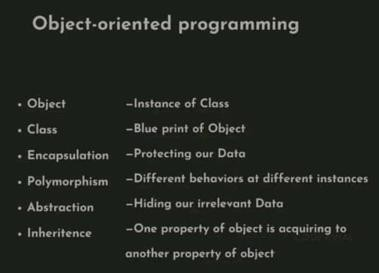 Object-oriented programming
• Object –Instance of Class
• Class –Blue print of Object
• Encapsulation –Protecting our Data
• Polymorphism –Different behaviors at different instances
• Abstraction –Hiding our irrelevant Data
• Inheritence –One property of object is acquiring to
another property of object